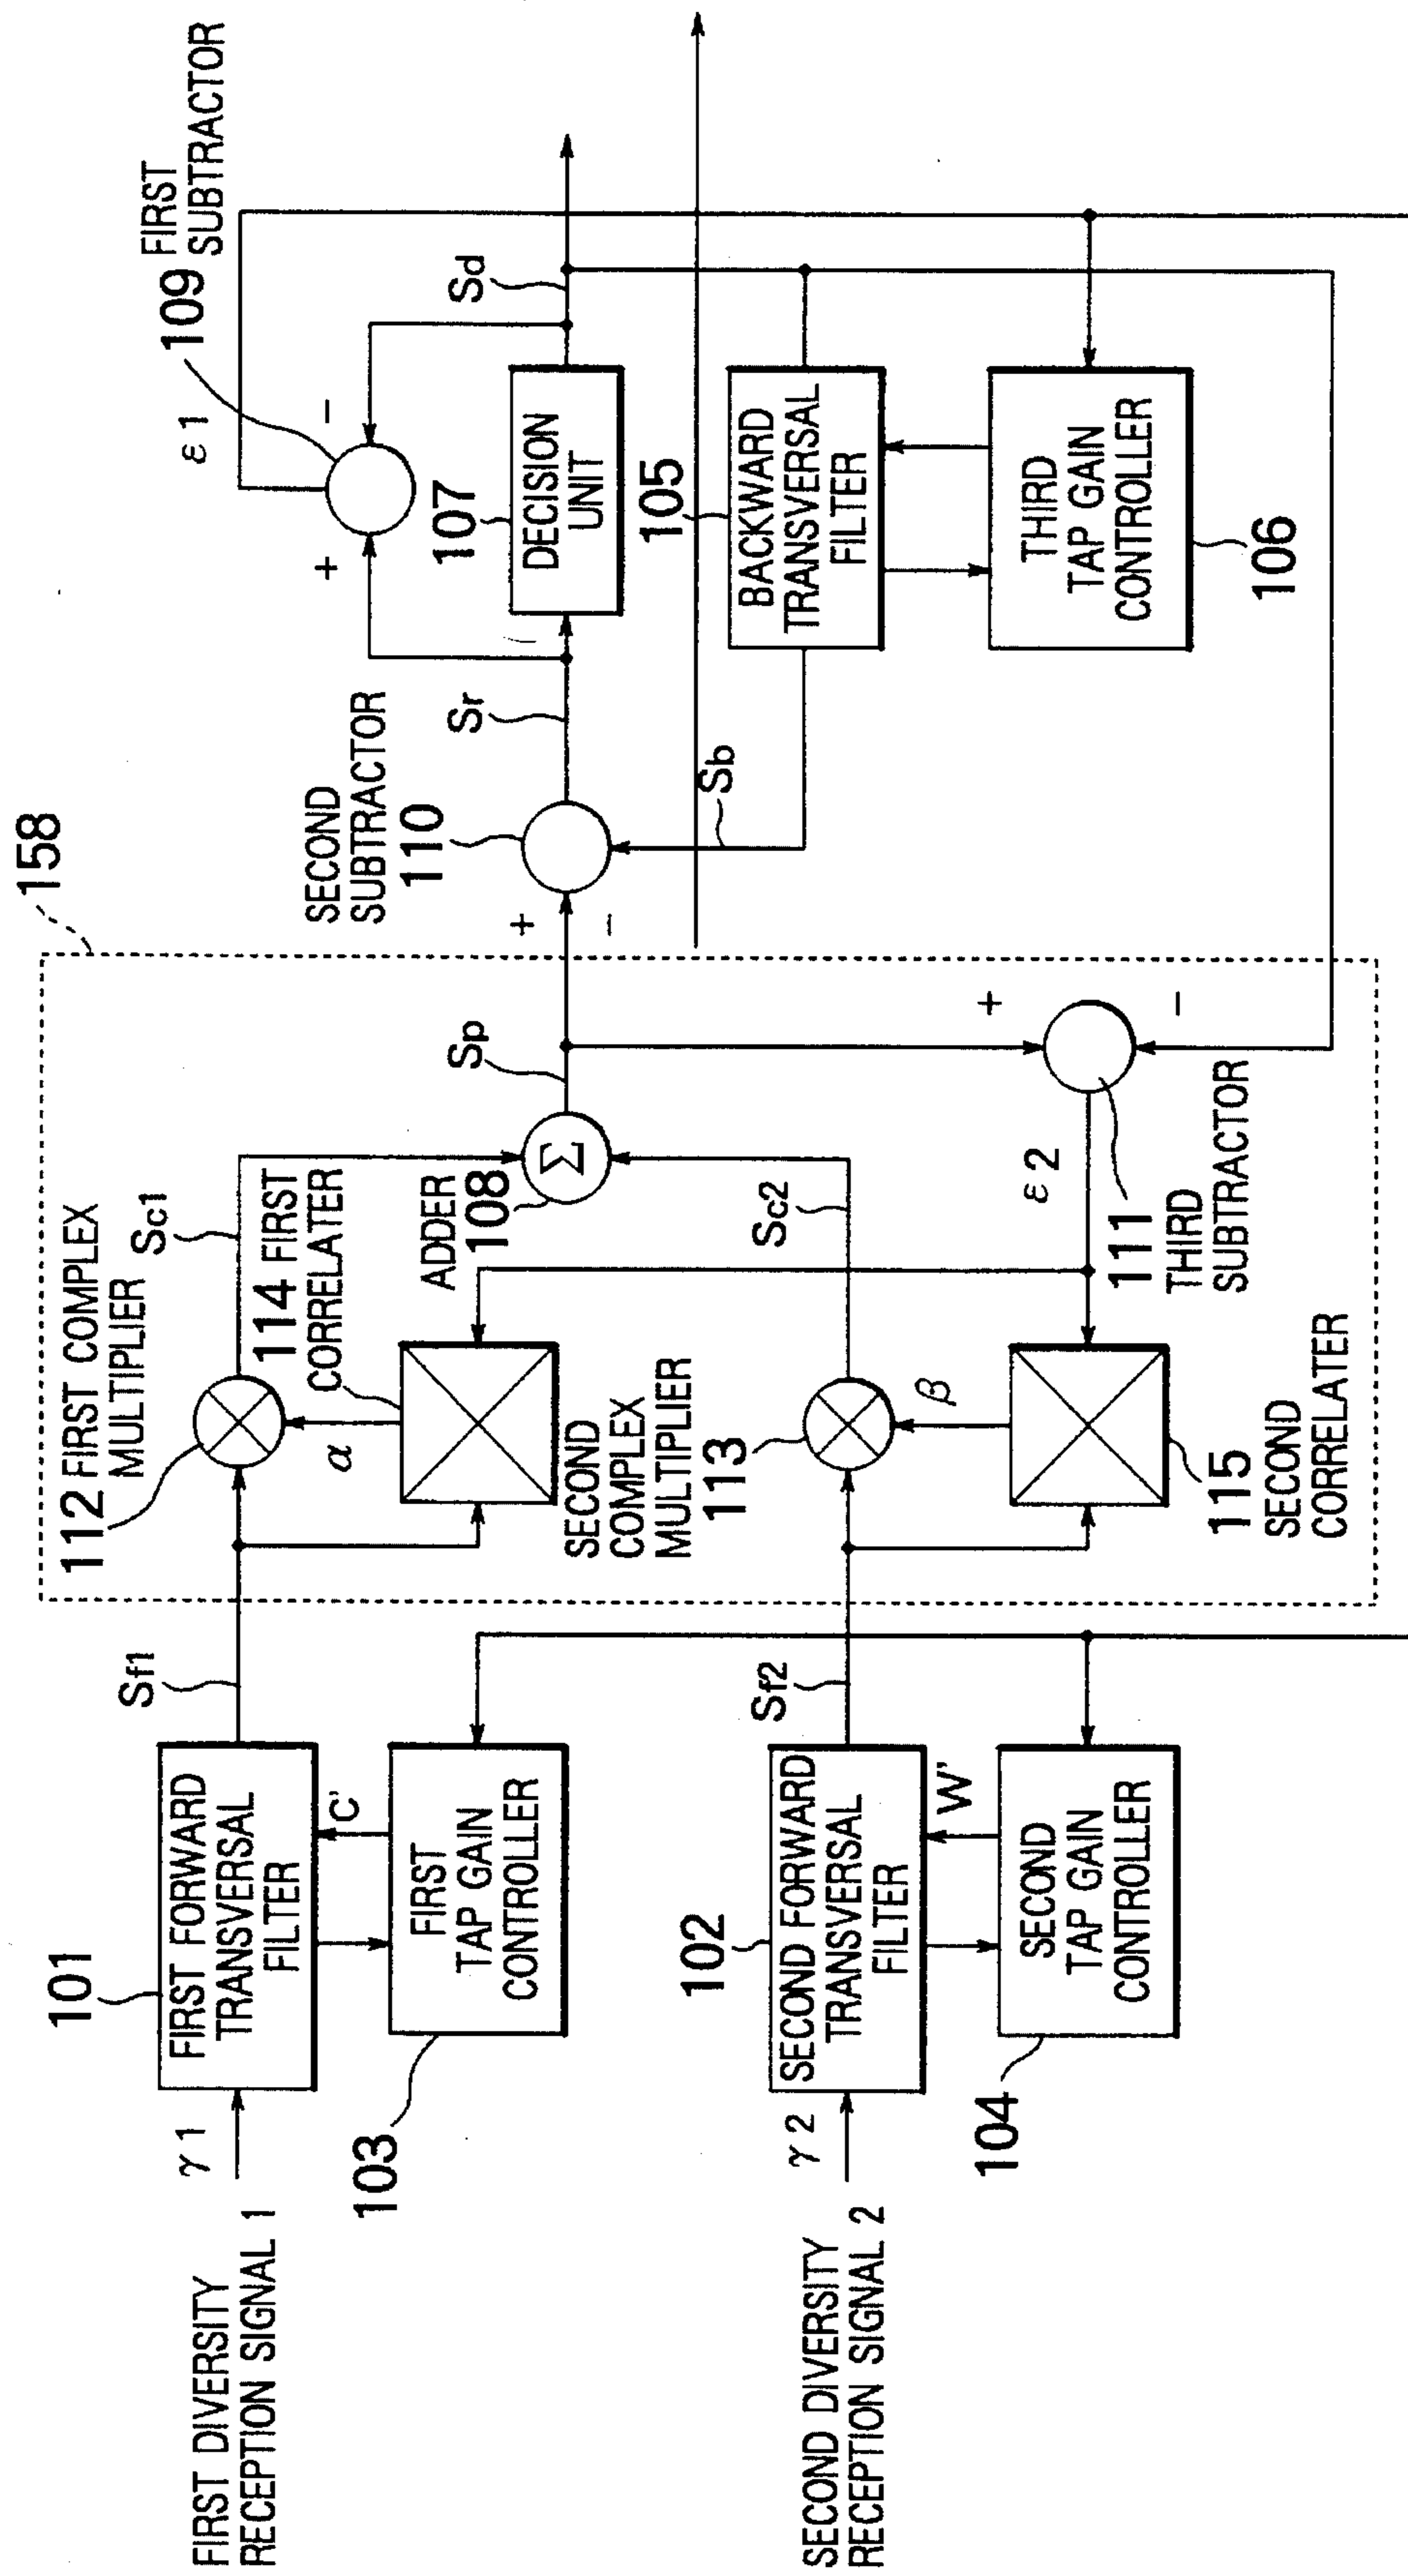 FIRST DIVERSITY
RECEPTION SIGNAL 1
γ1
101
FIRST FORWARD
TRANSVERSAL
FILTER
C'
FIRST
TAP GAIN
CONTROLLER
103
Sf1
SECOND DIVERSITY
RECEPTION SIGNAL 2
γ2
102
SECOND FORWARD
TRANSVERSAL
FILTER
W'
SECOND
TAP GAIN
CONTROLLER
104
Sf2
158
112 FIRST COMPLEX
MULTIPLIER
Sc1
α
114 FIRST
CORRELATER
ADDER
108
Σ
Sp
SECOND
COMPLEX
MULTIPLIER
113
Sc2
β
115
SECOND
CORRELATER
ε2
111
THIRD
SUBTRACTOR
+
−
SECOND
SUBTRACTOR
110
+
−
Sr
Sb
ε1
109
FIRST
SUBTRACTOR
+
−
107
DECISION
UNIT
Sd
105
BACKWARD
TRANSVERSAL
FILTER
THIRD
TAP GAIN
CONTROLLER
106